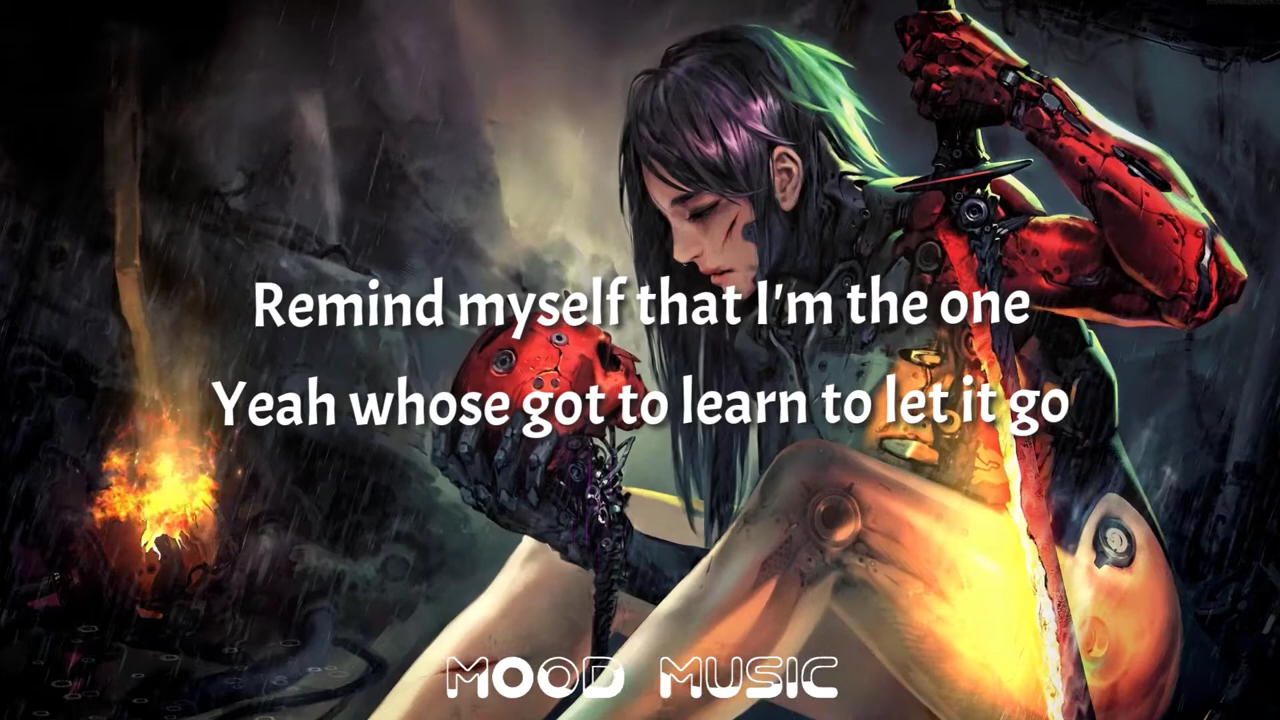 Remind myself that I'm the one
Yeah whose got to learn to let it go
MOOD MUSIC